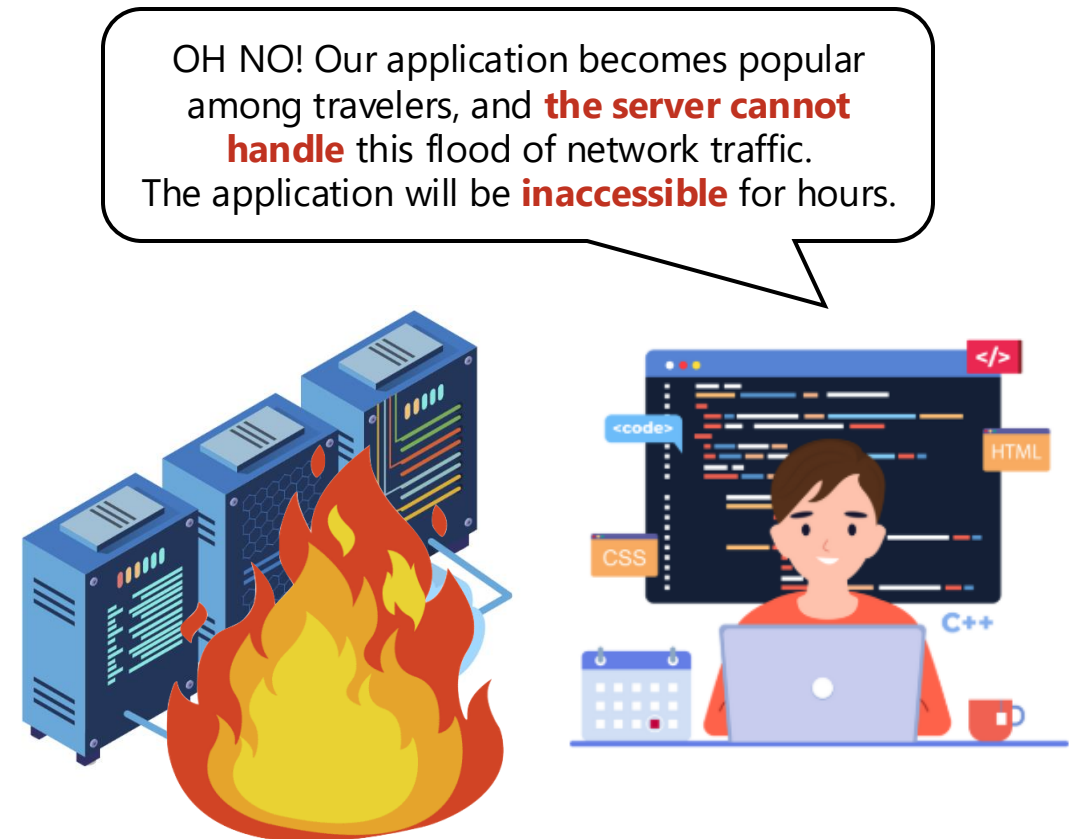 OH NO! Our application becomes popular
among travelers, and the server cannot
handle this flood of network traffic.
The application will be inaccessible for hours.
</>
<code>
HTML
CSS
C++